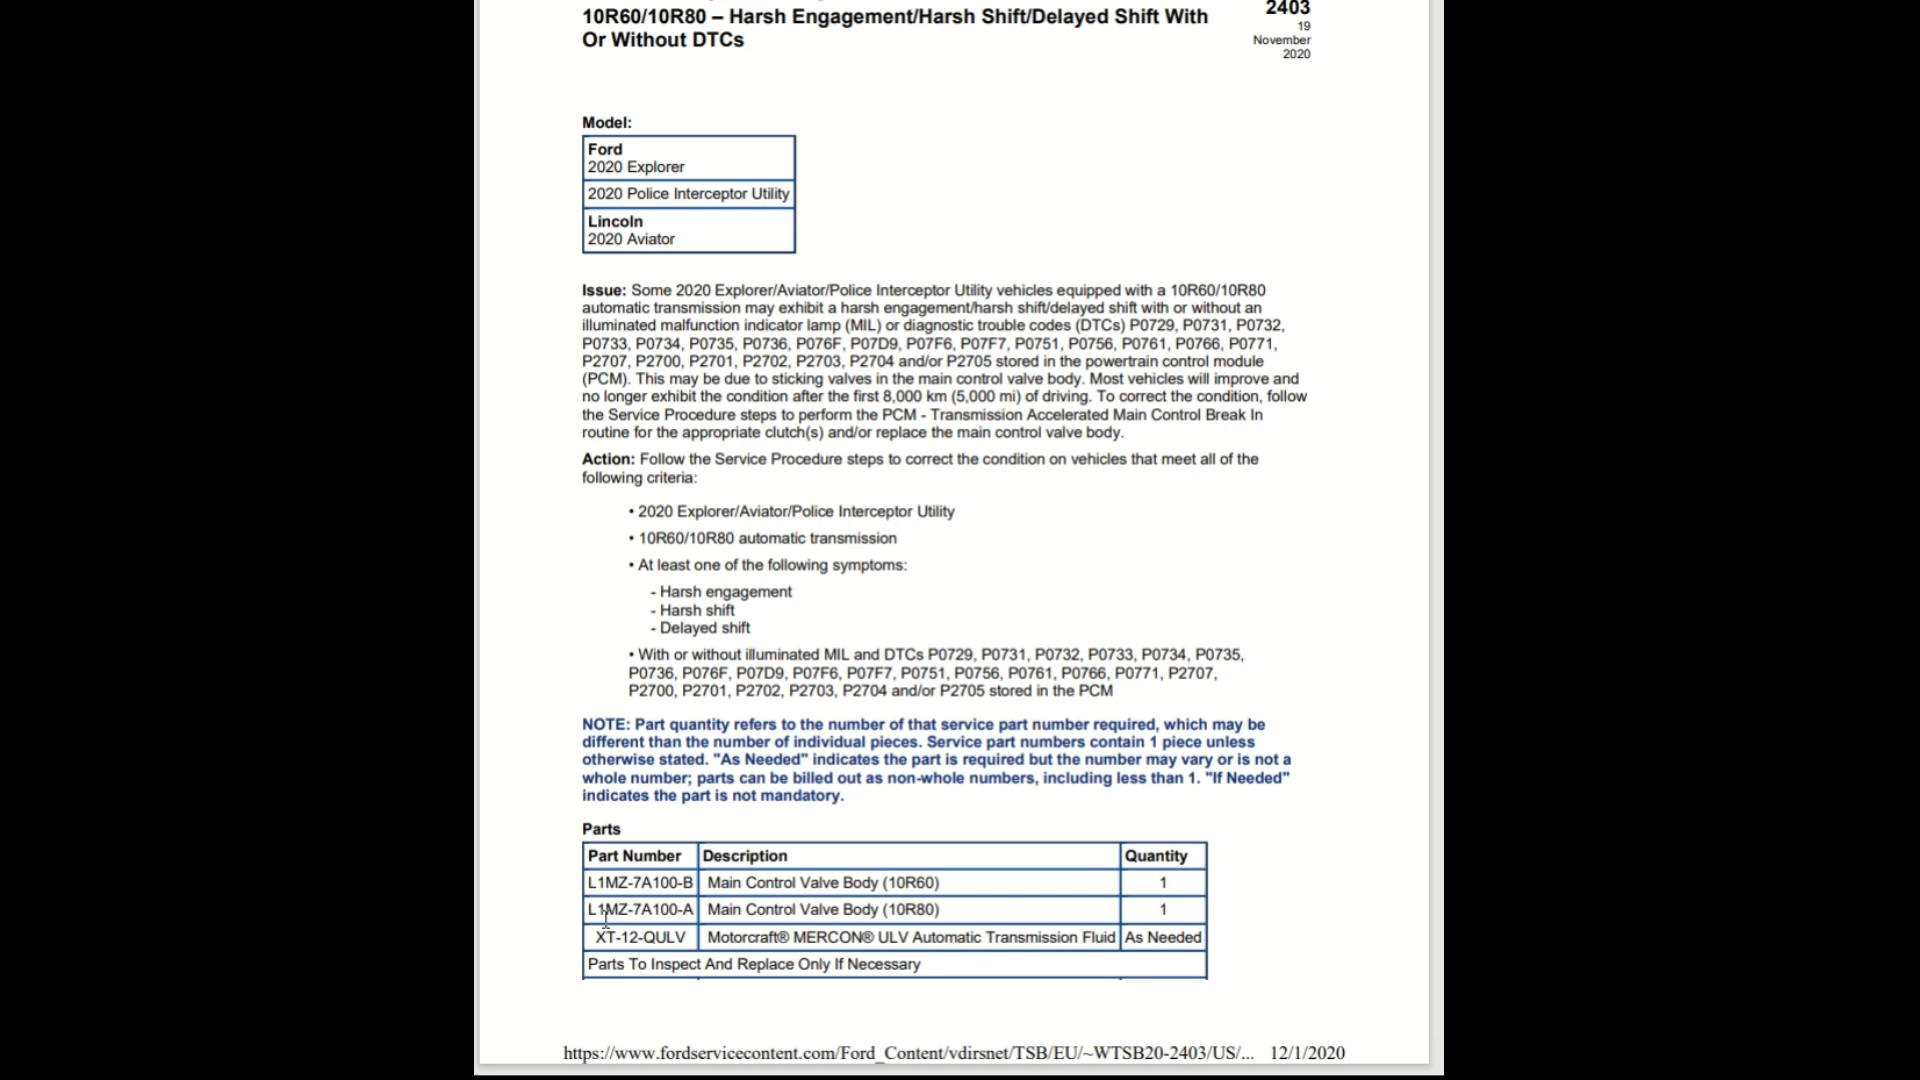 10R60/10R80 – Harsh Engagement/Harsh Shift/Delayed Shift With
Or Without DTCs
2403
19
November
2020
Model:
Ford
2020 Explorer
2020 Police Interceptor Utility
Lincoln
2020 Aviator
Issue: Some 2020 Explorer/Aviator/Police Interceptor Utility vehicles equipped with a 10R60/10R80
automatic transmission may exhibit a harsh engagement/harsh shift/delayed shift with or without an
illuminated malfunction indicator lamp (MIL) or diagnostic trouble codes (DTCs) P0729, P0731, P0732,
P0733, P0734, P0735, P0736, P076F, P07D9, P07F6, P07F7, P0751, P0756, P0761, P0766, P0771,
P2707, P2700, P2701, P2702, P2703, P2704 and/or P2705 stored in the powertrain control module
(PCM). This may be due to sticking valves in the main control valve body. Most vehicles will improve and
no longer exhibit the condition after the first 8,000 km (5,000 mi) of driving. To correct the condition, follow
the Service Procedure steps to perform the PCM - Transmission Accelerated Main Control Break In
routine for the appropriate clutch(s) and/or replace the main control valve body.
Action: Follow the Service Procedure steps to correct the condition on vehicles that meet all of the
following criteria:
• 2020 Explorer/Aviator/Police Interceptor Utility
• 10R60/10R80 automatic transmission
• At least one of the following symptoms:
- Harsh engagement
- Harsh shift
- Delayed shift
• With or without illuminated MIL and DTCs P0729, P0731, P0732, P0733, P0734, P0735,
P0736, P076F, P07D9, P07F6, P07F7, P0751, P0756, P0761, P0766, P0771, P2707,
P2700, P2701, P2702, P2703, P2704 and/or P2705 stored in the PCM
NOTE: Part quantity refers to the number of that service part number required, which may be
different than the number of individual pieces. Service part numbers contain 1 piece unless
otherwise stated. "As Needed" indicates the part is required but the number may vary or is not a
whole number; parts can be billed out as non-whole numbers, including less than 1. "If Needed"
indicates the part is not mandatory.
Parts
Part Number Description Quantity
L1MZ-7A100-B Main Control Valve Body (10R60) 1
L1MZ-7A100-A Main Control Valve Body (10R80) 1
XT-12-QULV Motorcraft® MERCON® ULV Automatic Transmission Fluid As Needed
Parts To Inspect And Replace Only If Necessary
https://www.fordservicecontent.com/Ford_Content/vdirsnet/TSB/EU/~WTSB20-2403/US/... 12/1/2020